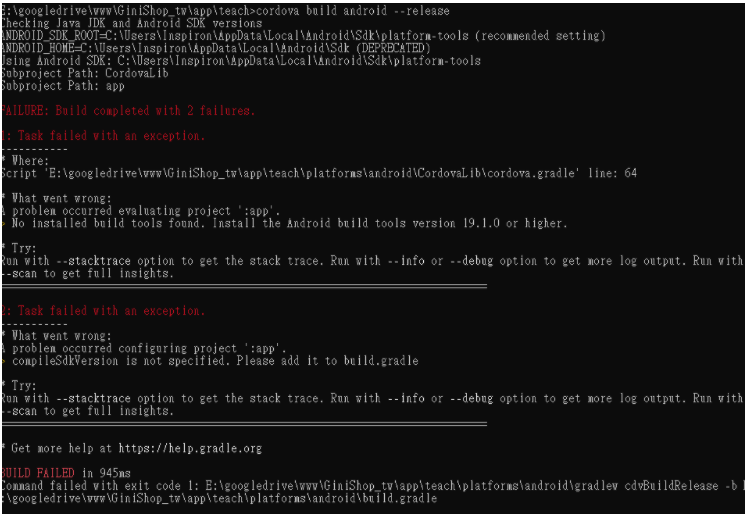 E:\googledrive\www\GiniShop_tw\app\teach>cordova build android --release
Checking Java JDK and Android SDK versions
ANDROID_SDK_ROOT=C:\Users\Inspiron\AppData\Local\Android\Sdk\platform-tools (recommended setting)
ANDROID_HOME=C:\Users\Inspiron\AppData\Local\Android\Sdk (DEPRECATED)
Using Android SDK: C:\Users\Inspiron\AppData\Local\Android\Sdk\platform-tools
Subproject Path: CordovaLib
Subproject Path: app
FAILURE: Build completed with 2 failures.
1: Task failed with an exception.
-----------
* Where:
Script 'E:\googledrive\www\GiniShop_tw\app\teach\platforms\android\CordovaLib\cordova.gradle' line: 64
* What went wrong:
A problem occurred evaluating project ':app'.
> No installed build tools found. Install the Android build tools version 19.1.0 or higher.
* Try:
Run with --stacktrace option to get the stack trace. Run with --info or --debug option to get more log output. Run with
--scan to get full insights.
==============================================================================
2: Task failed with an exception.
-----------
* What went wrong:
A problem occurred configuring project ':app'.
> compileSdkVersion is not specified. Please add it to build.gradle
* Try:
Run with --stacktrace option to get the stack trace. Run with --info or --debug option to get more log output. Run with
--scan to get full insights.
==============================================================================
* Get more help at https://help.gradle.org
BUILD FAILED in 945ms
Command failed with exit code 1: E:\googledrive\www\GiniShop_tw\app\teach\platforms\android\gradlew cdvBuildRelease -b
:\googledrive\www\GiniShop_tw\app\teach\platforms\android\build.gradle